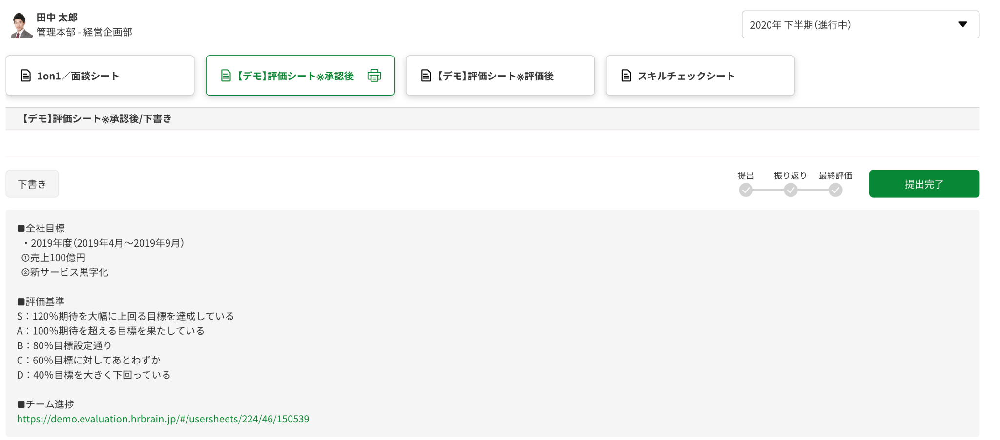 田中 太郎
管理本部 - 経営企画部
2020年 下半期（進行中）
1on1／面談シート
【デモ】評価シート※承認後
【デモ】評価シート※評価後
スキルチェックシート
【デモ】評価シート※承認後/下書き
下書き
提出 振り返り 最終評価
提出完了
■全社目標
・2019年度（2019年4月〜2019年9月）
①売上100億円
②新サービス黒字化
■評価基準
S：120%期待を大幅に上回る目標を達成している
A：100%期待を超える目標を果たしている
B：80%目標設定通り
C：60%目標に対してあとわずか
D：40%目標を大きく下回っている
■チーム進捗
https://demo.evaluation.hrbrain.jp/#/usersheets/224/46/150539